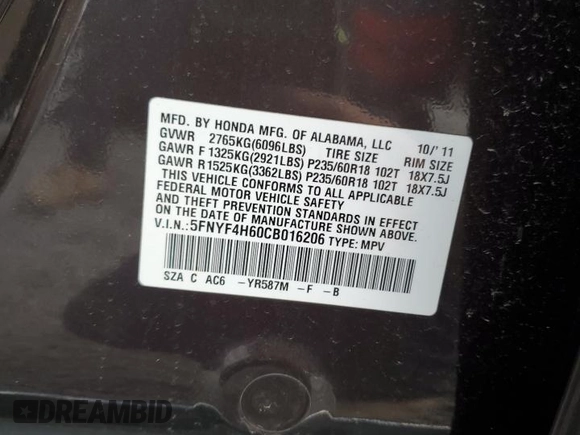 MFD. BY HONDA MFG. OF ALABAMA, LLC 10/'11
GVWR 2765KG(6096LBS) TIRE SIZE RIM SIZE
GAWR F 1325KG(2921LBS) P235/60R18 102T 18X7.5J
GAWR R1525KG(3362LBS) P235/60R18 102T 18X7.5J
THIS VEHICLE CONFORMS TO ALL APPLICABLE
FEDERAL MOTOR VEHICLE SAFETY
AND THEFT PREVENTION STANDARDS IN EFFECT
ON THE DATE OF MANUFACTURE SHOWN ABOVE.
V.I.N.: 5FNYF4H60CB016206 TYPE: MPV
SZA C AC6 -YR587M -F -B
DREAMBID